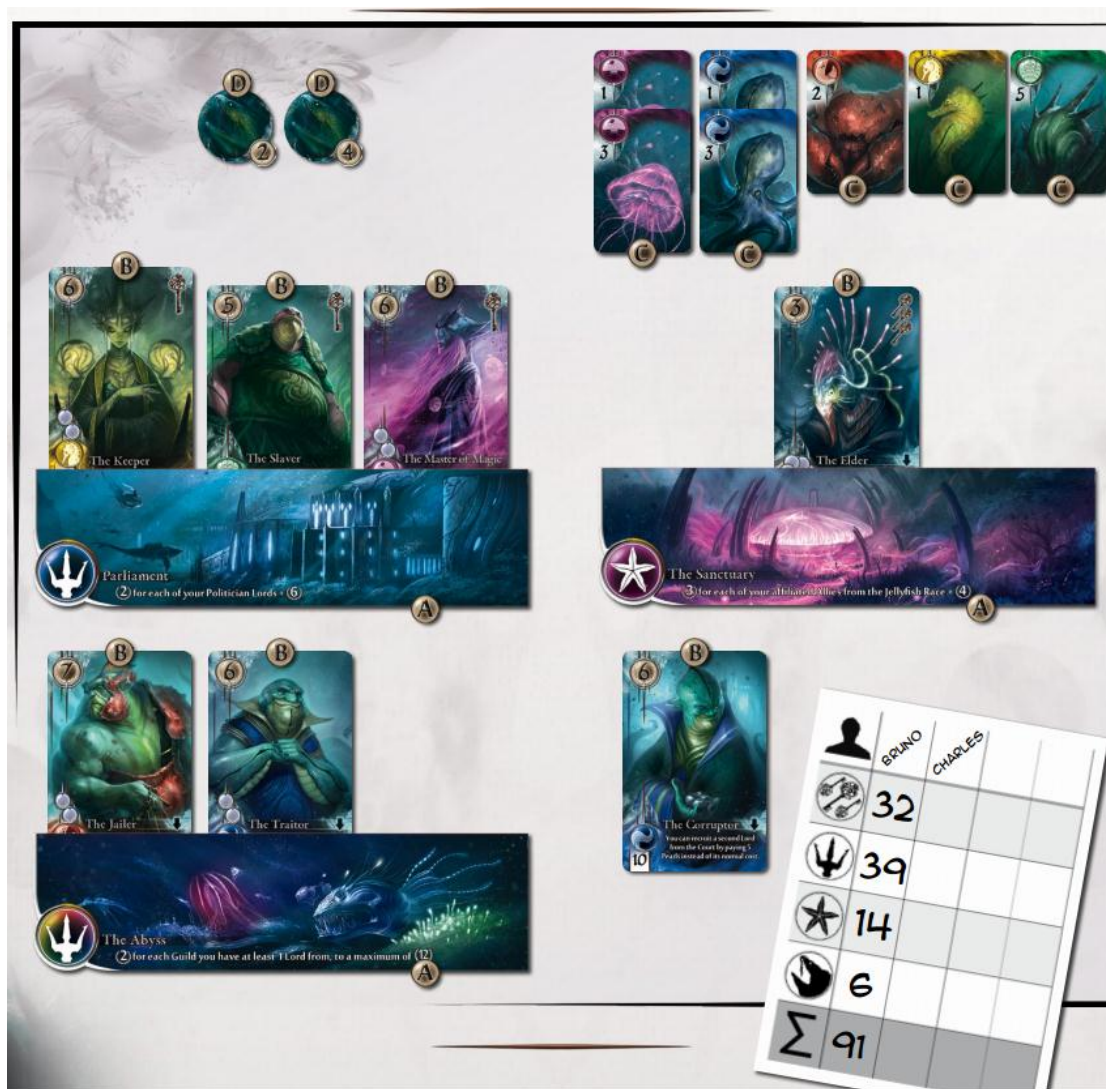 D D
2 4
1 1 2 1 5
3 3
C C C C C
B B B B
6 5 6 3
The Keeper The Slaver The Master of Magic The Elder
Parliament
2 for each of your Politician Lords + 6
A
The Sanctuary
3 for each of your affiliated Allies from the Jellyfish Race + 4
A
B B B
7 6 6
The Jailer The Traitor The Corruptor
You can recruit a second Lord
from the Court by paying 5
Pearls instead of its normal cost.
10
The Abyss
2 for each Guild you have at least 1 Lord from, to a maximum of 12
A
BRUNO CHARLES
32
39
14
6
Σ 91